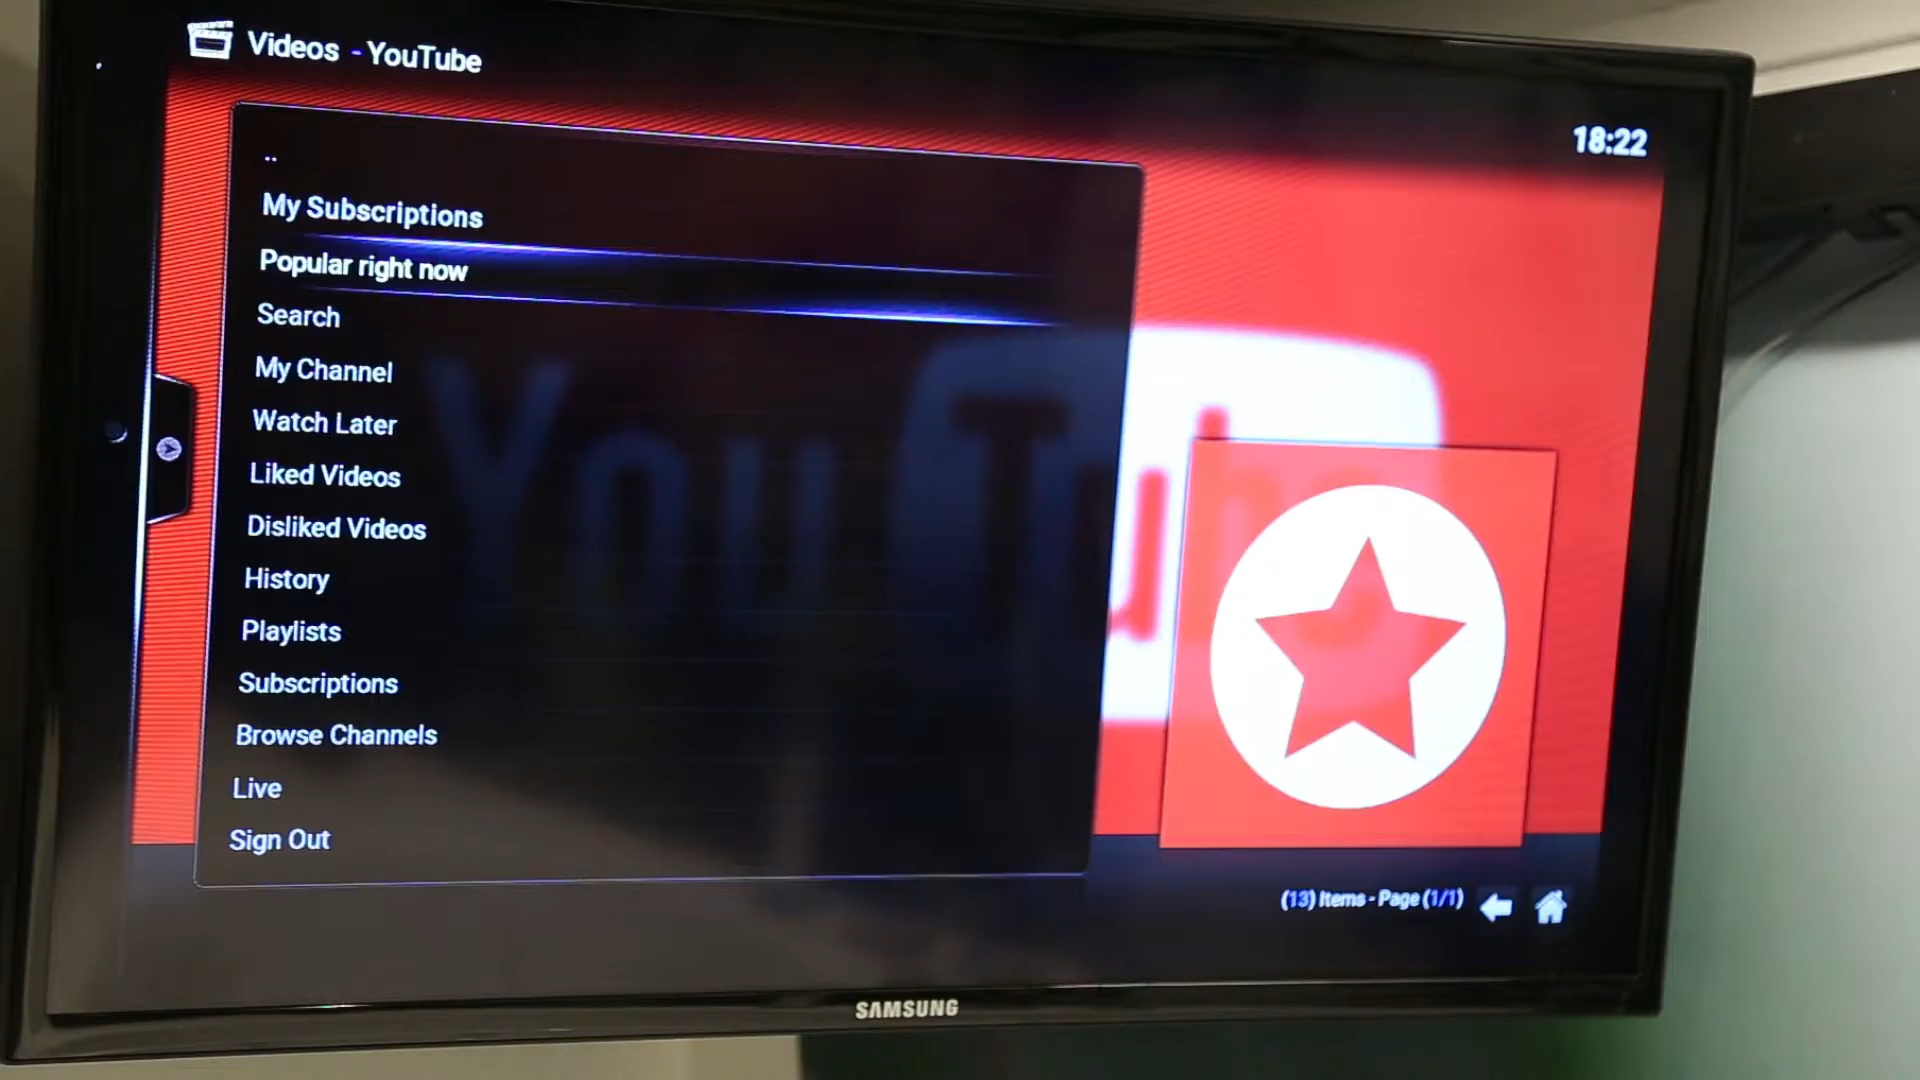 Videos - YouTube
18:22
..
My Subscriptions
Popular right now
Search
My Channel
Watch Later
Liked Videos
Disliked Videos
History
Playlists
Subscriptions
Browse Channels
Live
Sign Out
YouTube
(13) Items - Page (1/1)
SAMSUNG